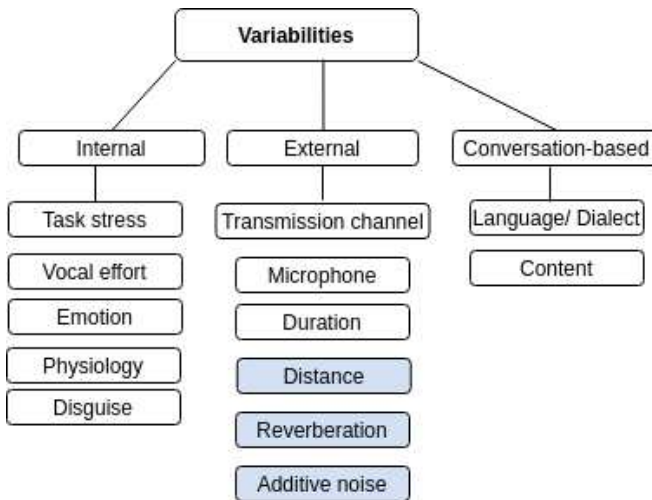 Variabilities
Internal
External
Conversation-based
Task stress
Vocal effort
Emotion
Physiology
Disguise
Transmission channel
Microphone
Duration
Distance
Reverberation
Additive noise
Language/ Dialect
Content